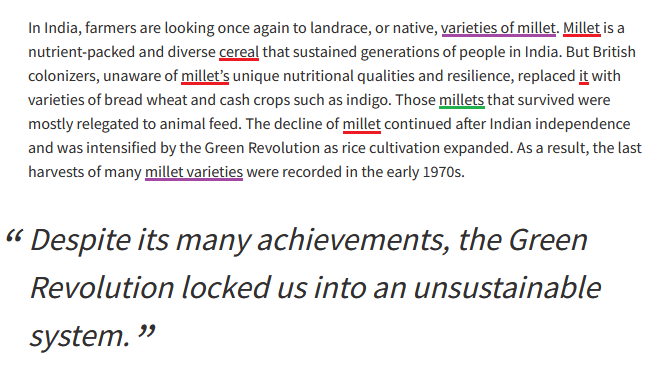 In India, farmers are looking once again to landrace, or native, varieties of millet. Millet is a
nutrient-packed and diverse cereal that sustained generations of people in India. But British
colonizers, unaware of millet’s unique nutritional qualities and resilience, replaced it with
varieties of bread wheat and cash crops such as indigo. Those millets that survived were
mostly relegated to animal feed. The decline of millet continued after Indian independence
and was intensified by the Green Revolution as rice cultivation expanded. As a result, the last
harvests of many millet varieties were recorded in the early 1970s.
“ Despite its many achievements, the Green
Revolution locked us into an unsustainable
system. ”